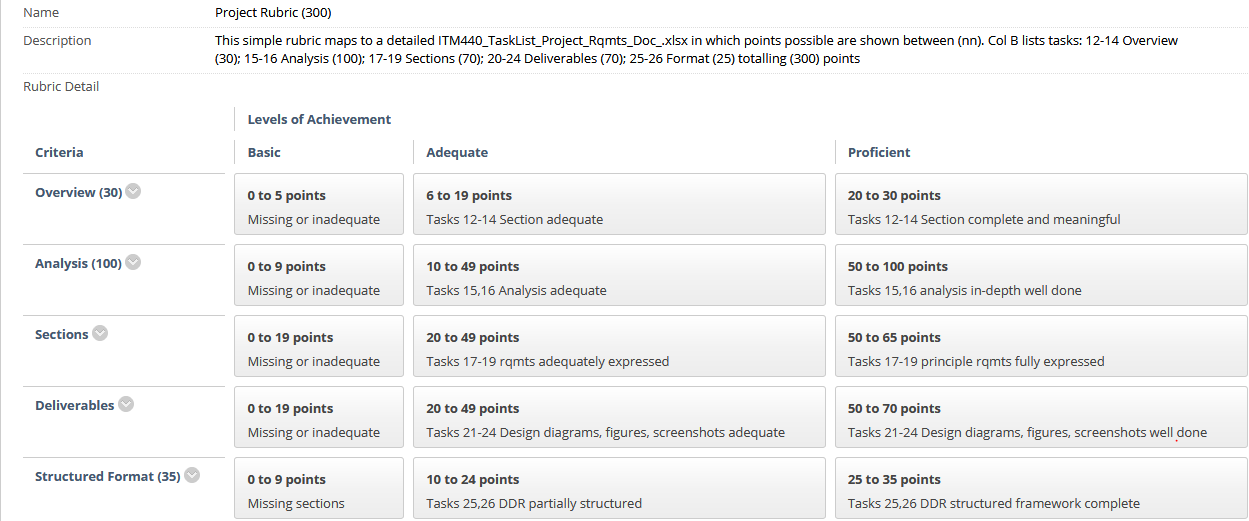 Name Project Rubric (300)
Description This simple rubric maps to a detailed ITM440_TaskList_Project_Rqmts_Doc_.xlsx in which points possible are shown between (nn). Col B lists tasks: 12-14 Overview
(30); 15-16 Analysis (100); 17-19 Sections (70); 20-24 Deliverables (70); 25-26 Format (25) totalling (300) points
Rubric Detail
Levels of Achievement
Criteria Basic Adequate Proficient
Overview (30) 0 to 5 points 6 to 19 points 20 to 30 points
Missing or inadequate Tasks 12-14 Section adequate Tasks 12-14 Section complete and meaningful
Analysis (100) 0 to 9 points 10 to 49 points 50 to 100 points
Missing or inadequate Tasks 15,16 Analysis adequate Tasks 15,16 analysis in-depth well done
Sections 0 to 19 points 20 to 49 points 50 to 65 points
Missing or inadequate Tasks 17-19 rqmts adequately expressed Tasks 17-19 principle rqmts fully expressed
Deliverables 0 to 19 points 20 to 49 points 50 to 70 points
Missing or inadequate Tasks 21-24 Design diagrams, figures, screenshots adequate Tasks 21-24 Design diagrams, figures, screenshots well done
Structured Format (35) 0 to 9 points 10 to 24 points 25 to 35 points
Missing sections Tasks 25,26 DDR partially structured Tasks 25,26 DDR structured framework complete